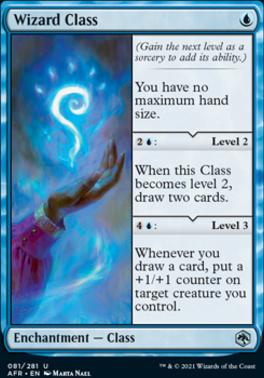 Wizard Class
(Gain the next level as a
sorcery to add its ability.)
You have no
maximum hand
size.
2 : Level 2
When this Class
becomes level 2,
draw two cards.
4 : Level 3
Whenever you
draw a card, put a
+1/+1 counter on
target creature you
control.
Enchantment — Class
081/281 U
AFR • EN Marta Nael
™ & © 2021 Wizards of the Coast